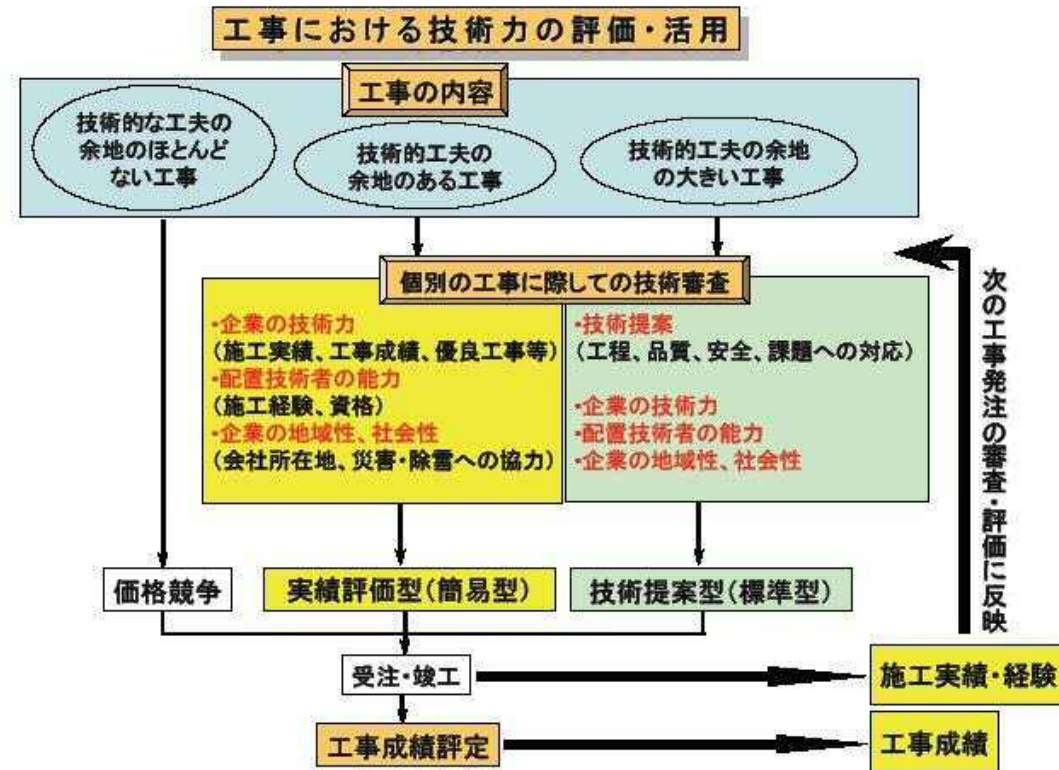 工事における技術力の評価・活用
工事の内容
技術的な工夫の
余地のほとんど
ない工事
技術的工夫の
余地のある工事
技術的工夫の余地
の大きい工事
個別の工事に際しての技術審査
・企業の技術力
(施工実績、工事成績、優良工事等)
・配置技術者の能力
(施工経験、資格)
・企業の地域性、社会性
(会社所在地、災害・除雪への協力)
・技術提案
(工程、品質、安全、課題への対応)
・企業の技術力
・配置技術者の能力
・企業の地域性、社会性
次の工事発注の審査・評価に反映
価格競争
実績評価型(簡易型)
技術提案型(標準型)
受注・竣工
施工実績・経験
工事成績評定
工事成績